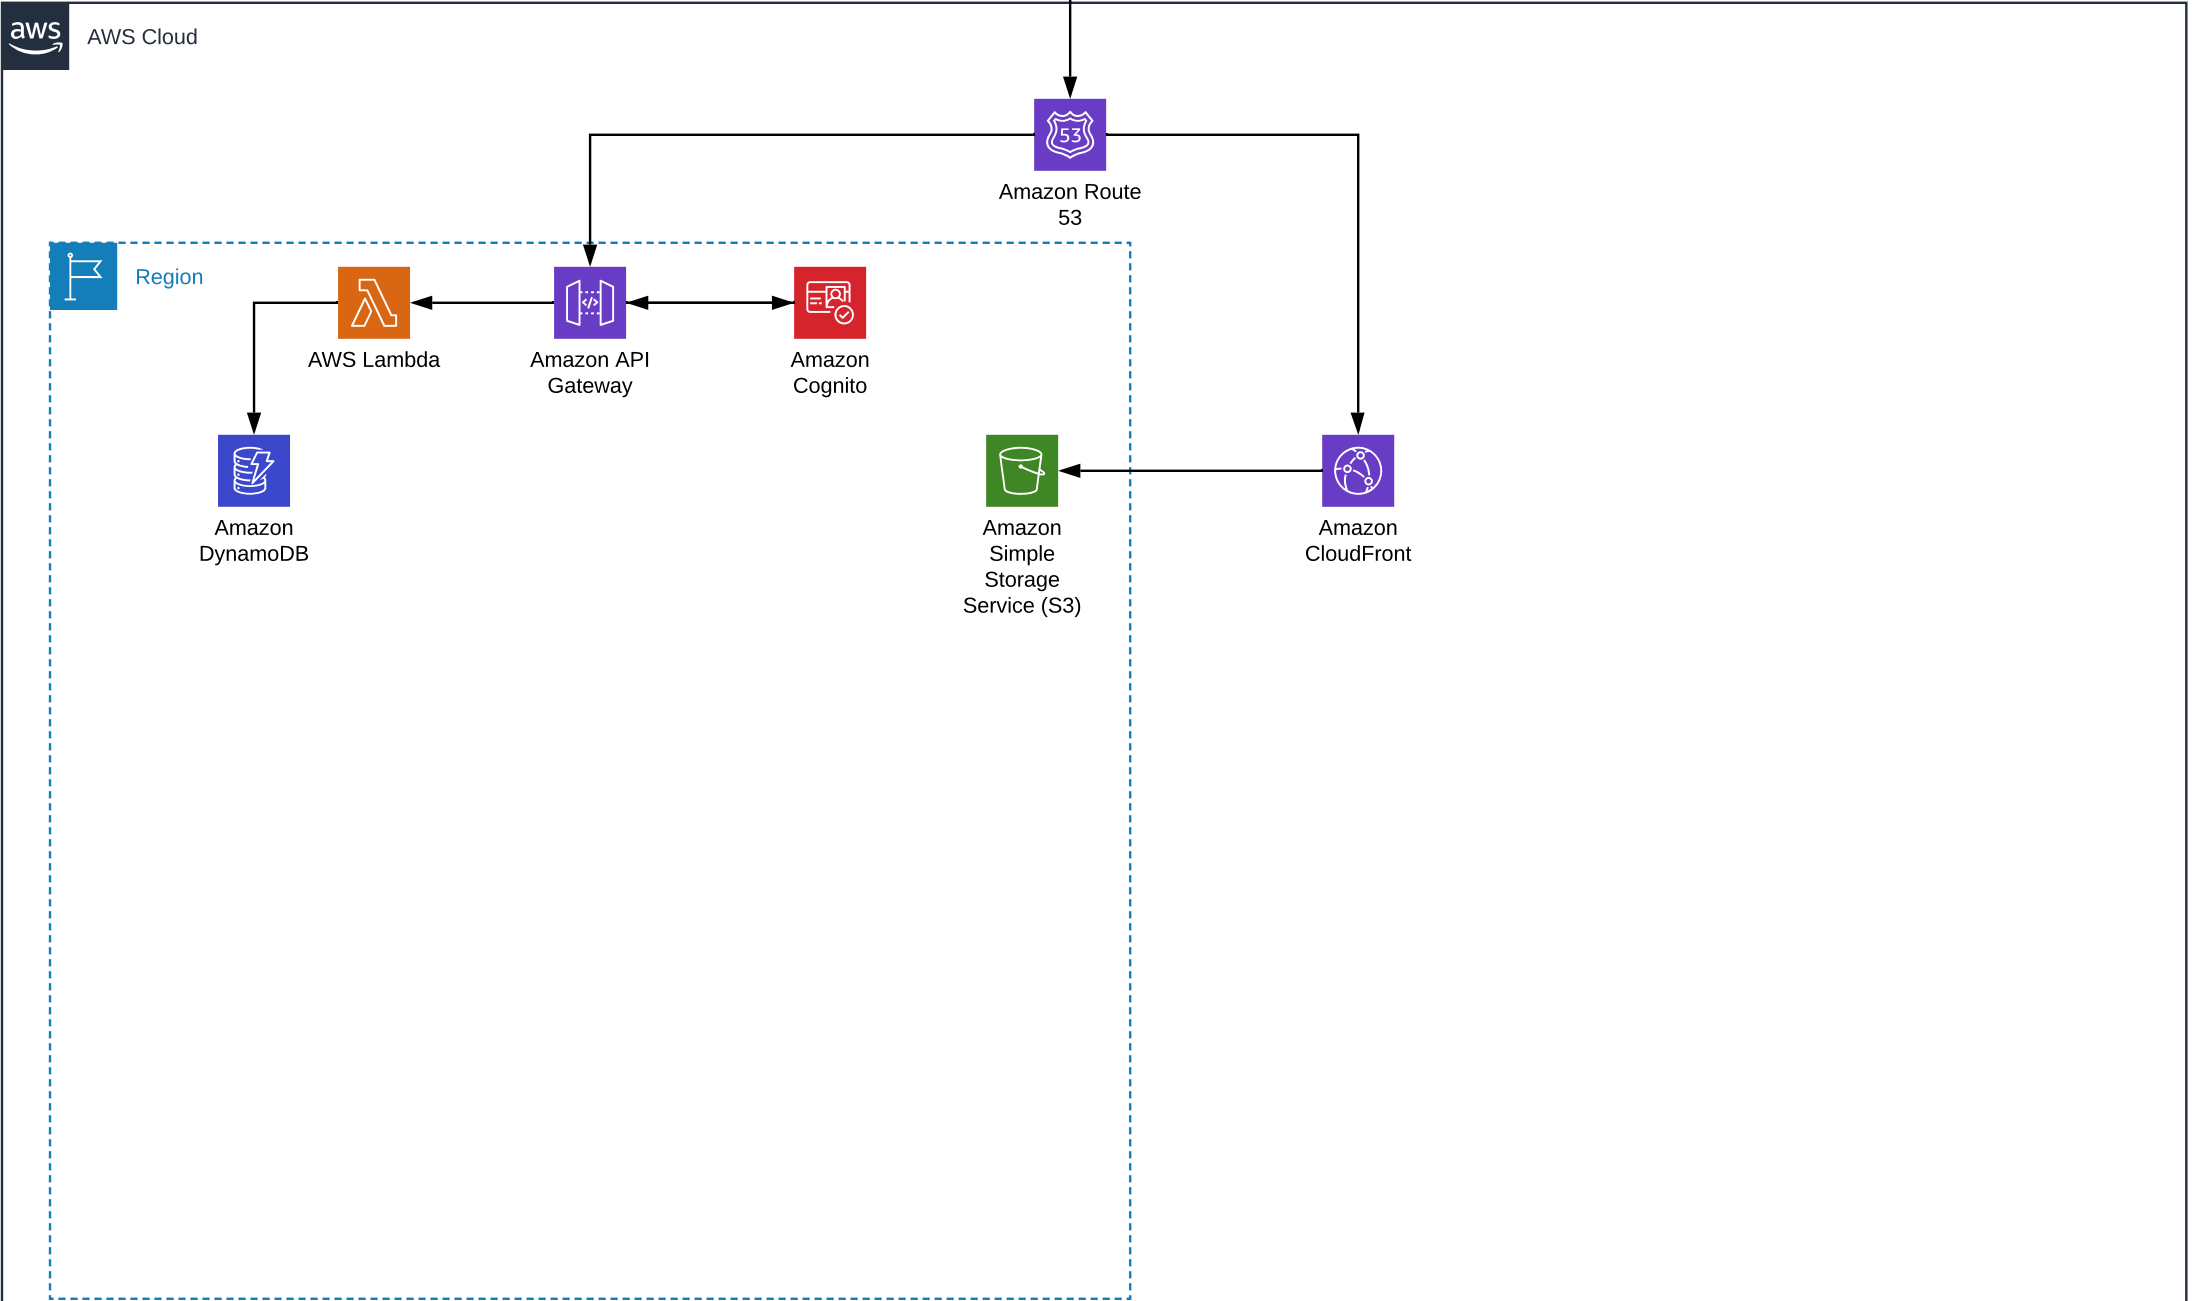 aws
AWS Cloud
53
Amazon Route
53
Region
AWS Lambda
</>
Amazon API
Gateway
Amazon
Cognito
Amazon
DynamoDB
Amazon
Simple
Storage
Service (S3)
Amazon
CloudFront